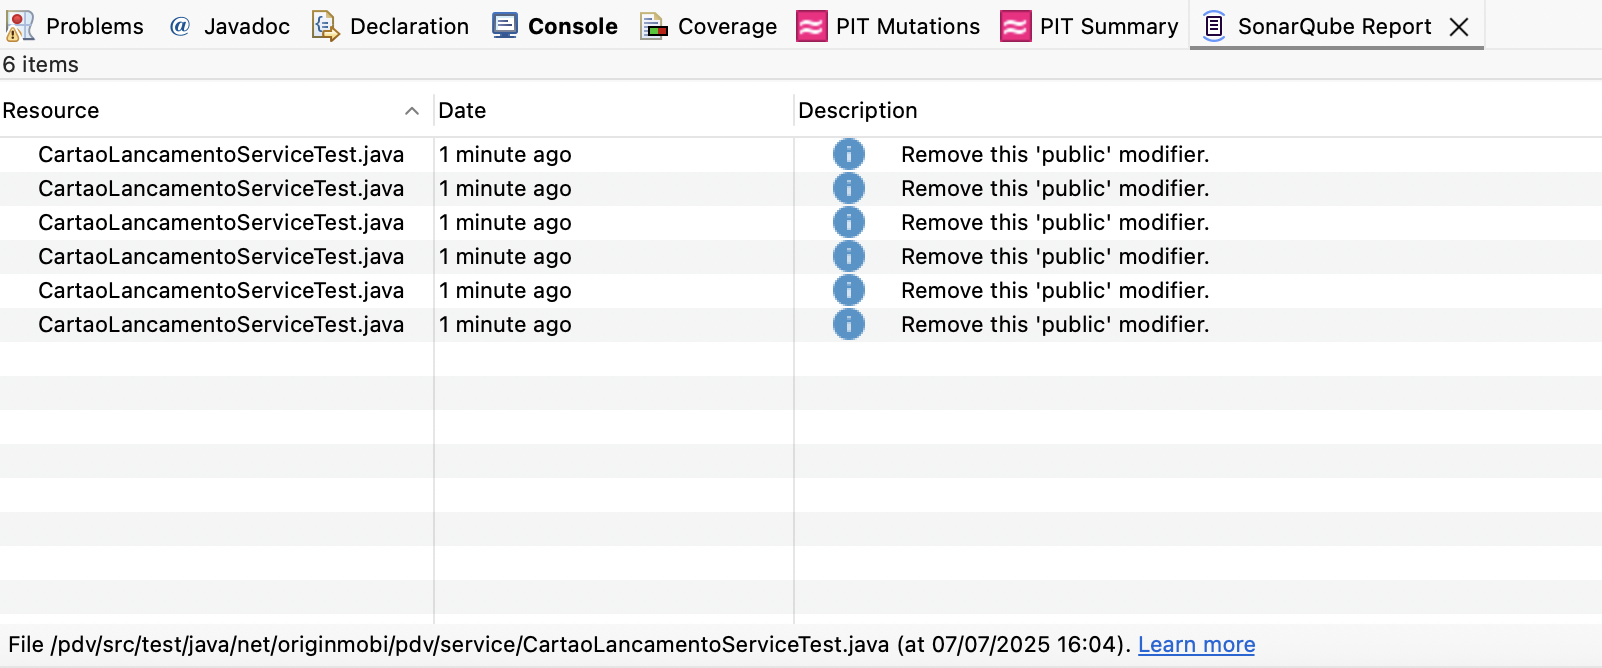 Problems @ Javadoc Declaration Console Coverage PIT Mutations PIT Summary SonarQube Report
6 items
Resource Date Description
CartaoLancamentoServiceTest.java 1 minute ago Remove this 'public' modifier.
CartaoLancamentoServiceTest.java 1 minute ago Remove this 'public' modifier.
CartaoLancamentoServiceTest.java 1 minute ago Remove this 'public' modifier.
CartaoLancamentoServiceTest.java 1 minute ago Remove this 'public' modifier.
CartaoLancamentoServiceTest.java 1 minute ago Remove this 'public' modifier.
CartaoLancamentoServiceTest.java 1 minute ago Remove this 'public' modifier.
File /pdv/src/test/java/net/originmobi/pdv/service/CartaoLancamentoServiceTest.java (at 07/07/2025 16:04). Learn more